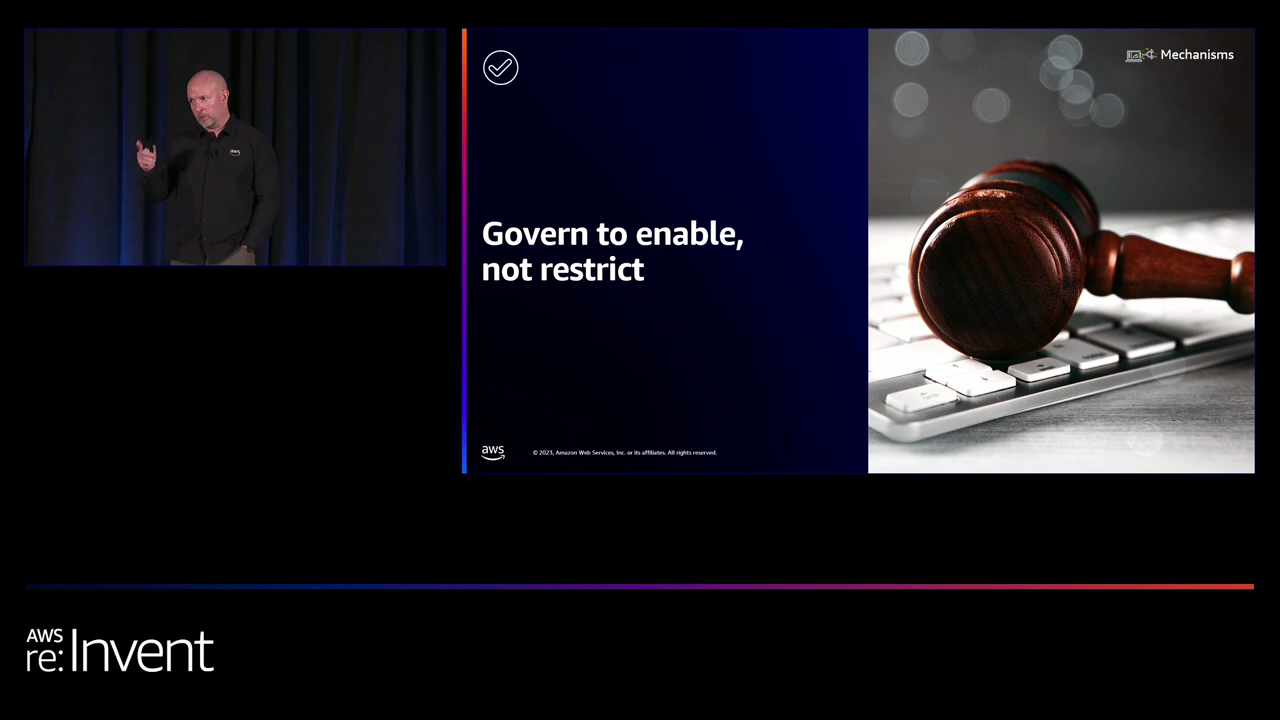 Mechanisms
Govern to enable,
not restrict
aws
© 2023, Amazon Web Services, Inc. or its affiliates. All rights reserved.
AWS
re:Invent